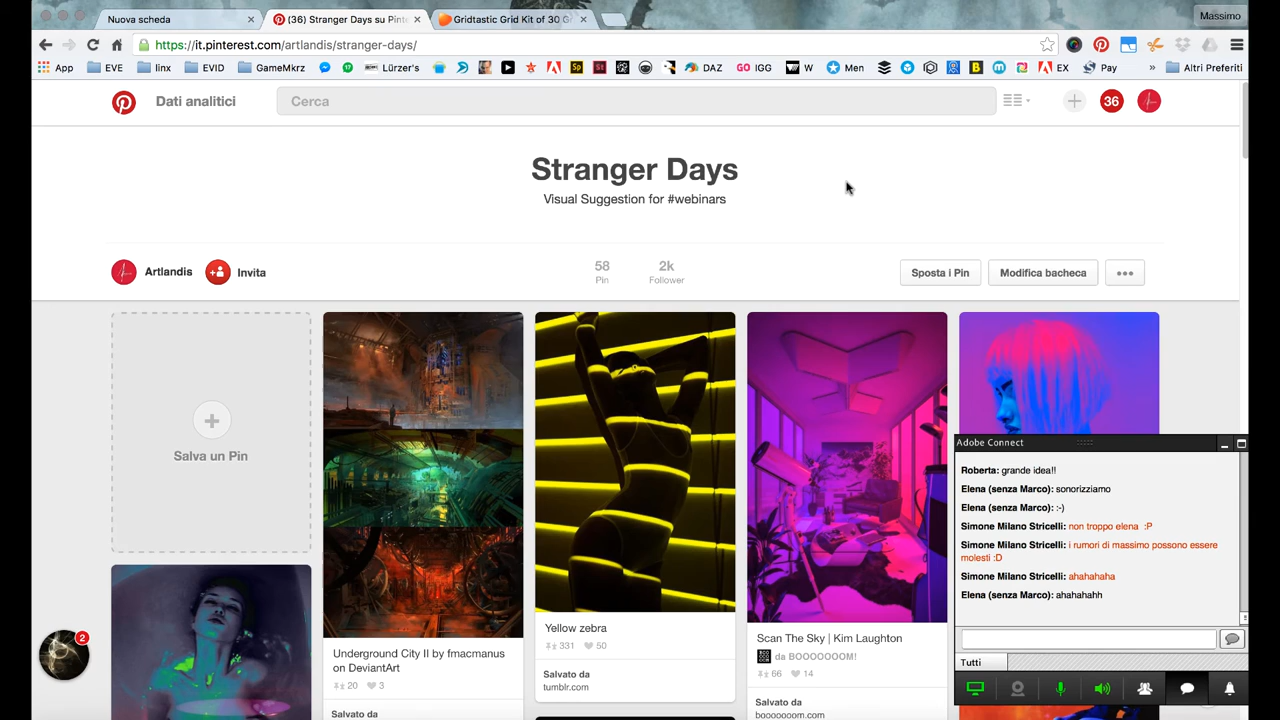 Nuova scheda
(36) Stranger Days su Pinte
Gridtastic Grid Kit of 30 G
Massimo
https://it.pinterest.com/artlandis/stranger-days/
App EVE linx EVID GameMkrz Lürzer's DAZ IGG W Men EX Pay » Altri Preferiti
Dati analitici
Cerca
36
Stranger Days
Visual Suggestion for #webinars
Artlandis
Invita
58
Pin
2k
Follower
Sposta i Pin
Modifica bacheca
Salva un Pin
Underground City II by fmacmanus
on DeviantArt
20 3
Salvato da
Yellow zebra
331 50
Salvato da
tumblr.com
Scan The Sky | Kim Laughton
da BOOOOOOOM!
66 14
Salvato da
booooooom.com
2
Adobe Connect
Roberta: grande idea!!
Elena (senza Marco): sonorizziamo
Elena (senza Marco): :-)
Simone Milano Stricelli: non troppo elena :P
Simone Milano Stricelli: i rumori di massimo possono essere
molesti :D
Simone Milano Stricelli: ahahahaha
Elena (senza Marco): ahahahahh
Tutti